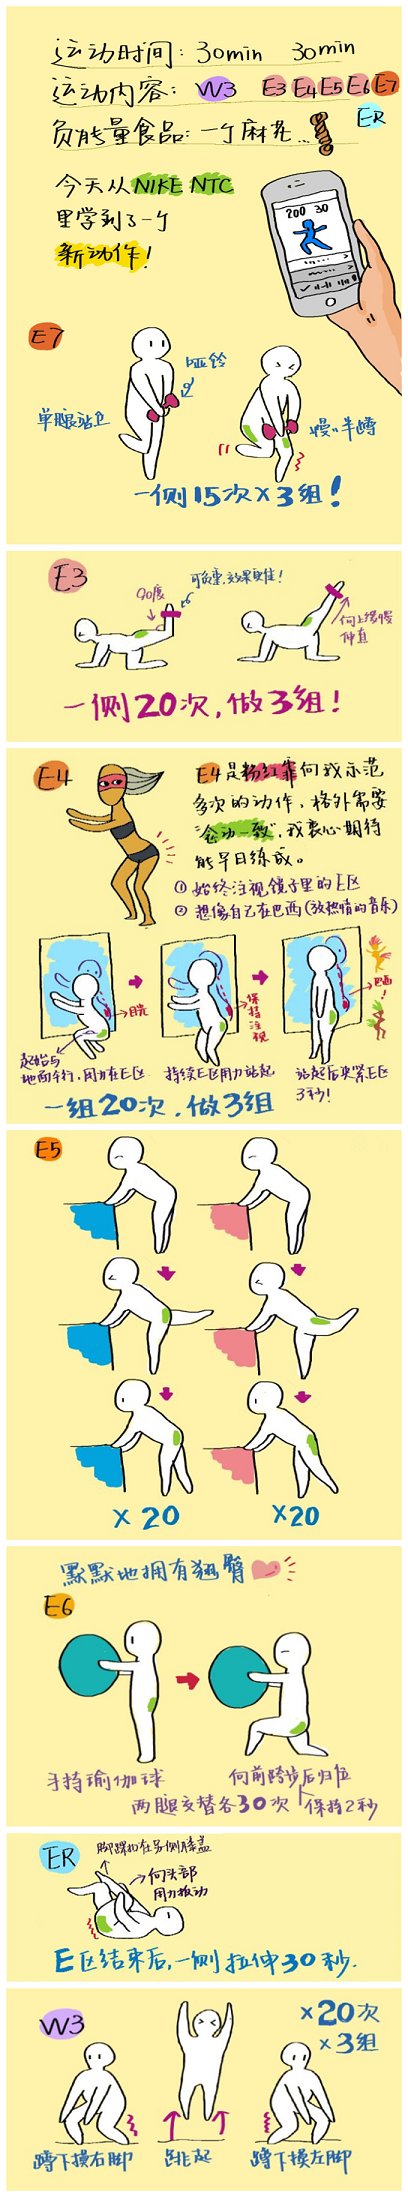 运动时间：30min 30min
运动内容：W3 E3 E4 E5 E6 E7
ER
负能量食品：一个麻花...
今天从NIKE NTC
里学到了一个
新动作！
200 30
E7
哑铃
单腿站立
慢慢半蹲
一侧15次×3组！
E3
90度
可负重，效果更佳！
向上缓慢
伸直
一侧20次，做3组！
E4
E4是粉红霏向我示范
多次的动作，格外需要
“念动一致”，我衷心期待
能早日练成。
① 始终注视镜子里的E区
② 想像自己在巴西(放热情的音乐)
目光
保持注视
巴西！
起始与
地面平行，用力在E区
持续E区用力站起
站起后夹紧E区
3秒！
一组20次，做3组
E5
×20
×20
默默地拥有翘臀
E6
手持瑜伽球
向前跨步后归位
两腿交替各30次
保持2秒
ER
脚踝扣在另侧膝盖
向头部
用力扳动
E区结束后，一侧拉伸30秒.
W3
×20次
×3组
蹲下摸右脚
跳起
蹲下摸左脚